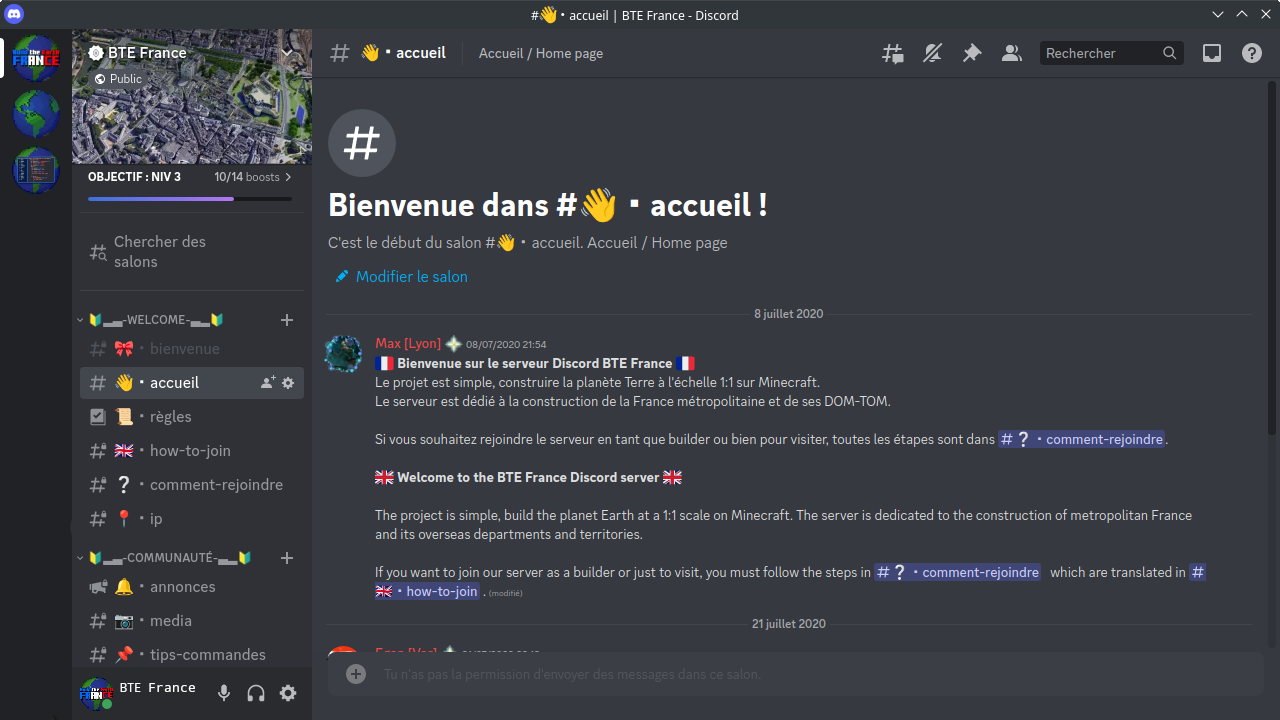 #👋・accueil | BTE France - Discord
BTE France
Public
OBJECTIF : NIV 3 10/14 boosts
Chercher des
salons
🔰▂▃-WELCOME-▃▂🔰
🎀・bienvenue
👋・accueil
📜・règles
🇬🇧・how-to-join
❔・comment-rejoindre
📍・ip
🔰▂▃-COMMUNAUTÉ-▃▂🔰
🔔・annonces
📷・media
📌・tips-commandes
BTE France
👋・accueil Accueil / Home page
Rechercher
Bienvenue dans #👋・accueil !
C'est le début du salon #👋・accueil. Accueil / Home page
Modifier le salon
8 juillet 2020
Max [Lyon] 08/07/2020 21:54
🇫🇷 Bienvenue sur le serveur Discord BTE France 🇫🇷
Le projet est simple, construire la planète Terre à l'échelle 1:1 sur Minecraft.
Le serveur est dédié à la construction de la France métropolitaine et de ses DOM-TOM.
Si vous souhaitez rejoindre le serveur en tant que builder ou bien pour visiter, toutes les étapes sont dans #❔・comment-rejoindre.
🇬🇧 Welcome to the BTE France Discord server 🇬🇧
The project is simple, build the planet Earth at a 1:1 scale on Minecraft. The server is dedicated to the construction of metropolitan France
and its overseas departments and territories.
If you want to join our server as a builder or just to visit, you must follow the steps in #❔・comment-rejoindre which are translated in #
🇬🇧・how-to-join . (modifié)
21 juillet 2020
Tu n'as pas la permission d'envoyer des messages dans ce salon.